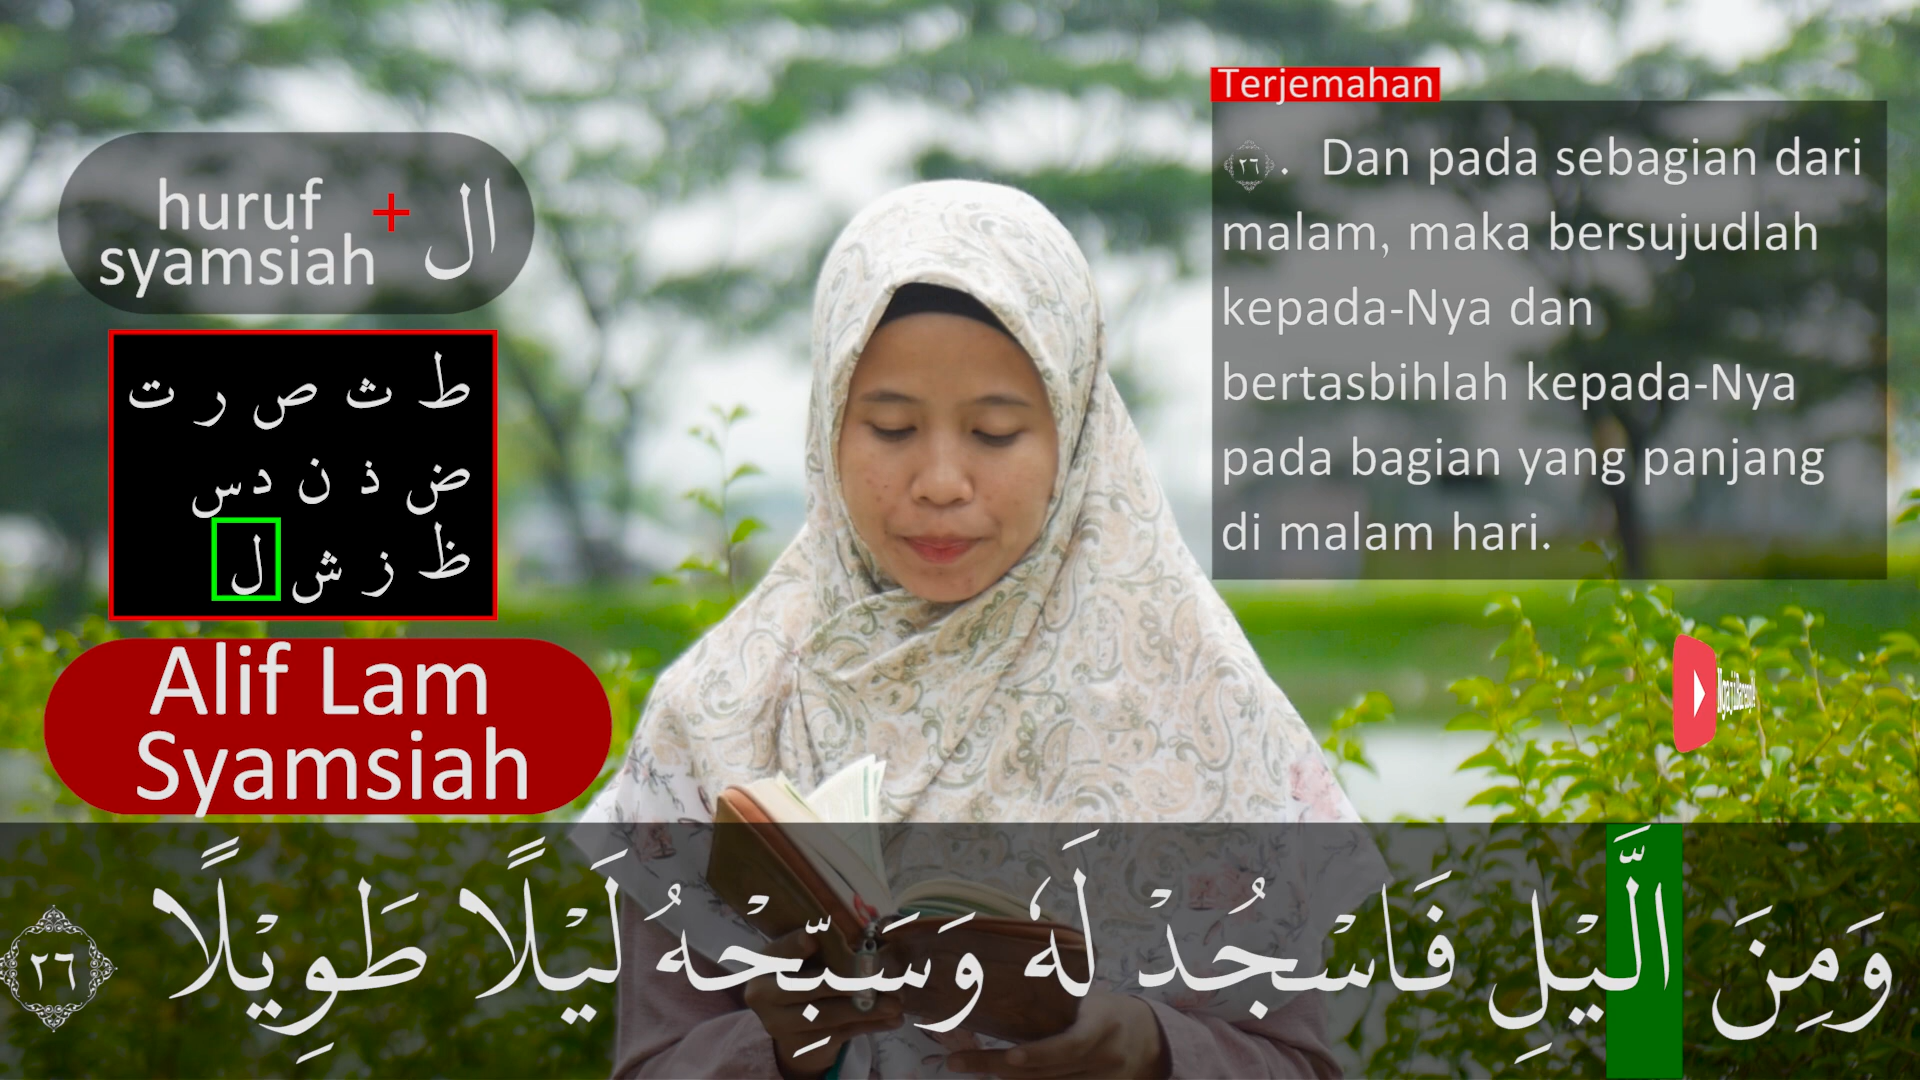 huruf + ال
syamsiah
ط ث ص ر ت
ض ذ ن د س
ظ ز ش ل
Alif Lam
Syamsiah
Terjemahan
٢٦. Dan pada sebagian dari
malam, maka bersujudlah
kepada-Nya dan
bertasbihlah kepada-Nya
pada bagian yang panjang
di malam hari.
وَمِنَ الَّيْلِ فَاسْجُدْ لَهٗ وَسَبِّحْهُ لَيْلًا طَوِيْلًا ٢٦